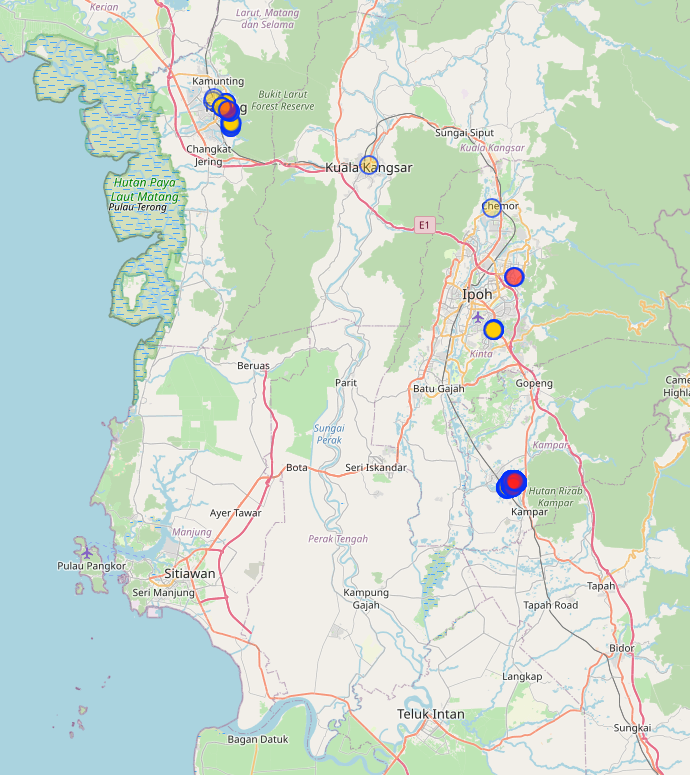 Kerian
Larut, Matang
dan Selama
Kamunting
Bukit Larut
Forest Reserve
Sungai Siput
Kuala Kangsar
Changkat
Jering
Kuala Kangsar
Hutan Paya
Laut Matang
Pulau Terong
Chemor
E1
Ipoh
Kinta
Beruas
Parit
Batu Gajah
Gopeng
Sungai
Perak
Kampar
Bota
Seri Iskandar
Hutan Rizab
Kampar
Ayer Tawar
Kampar
Manjung
Perak Tengah
Pulau Pangkor
Sitiawan
Seri Manjung
Kampung
Gajah
Tapah
Tapah Road
Bidor
Langkap
Teluk Intan
Bagan Datuk
Sungkai